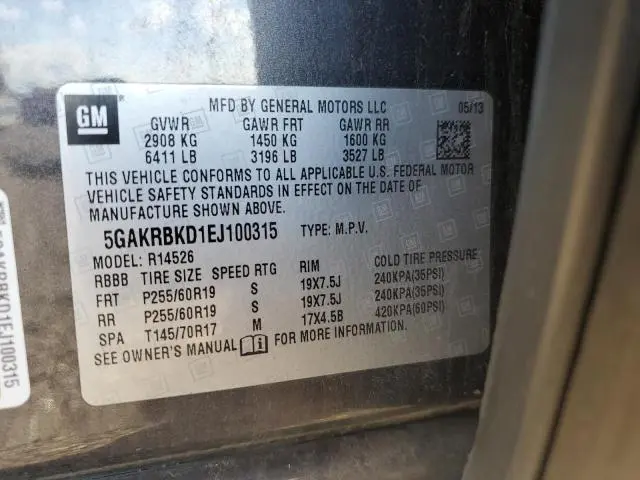 GM
MFD BY GENERAL MOTORS LLC 05/13
GVWR GAWR FRT GAWR RR
2908 KG 1450 KG 1600 KG
6411 LB 3196 LB 3527 LB
THIS VEHICLE CONFORMS TO ALL APPLICABLE U.S. FEDERAL MOTOR
VEHICLE SAFETY STANDARDS IN EFFECT ON THE DATE OF
MANUFACTURE SHOWN ABOVE.
5GAKRBKD1EJ100315 TYPE: M.P.V.
MODEL: R14526
RBBB TIRE SIZE SPEED RTG RIM COLD TIRE PRESSURE
FRT P255/60R19 S 19X7.5J 240KPA(35PSI)
RR P255/60R19 S 19X7.5J 240KPA(35PSI)
SPA T145/70R17 M 17X4.5B 420KPA(60PSI)
SEE OWNER'S MANUAL FOR MORE INFORMATION.
5GAKRBKD1EJ100315